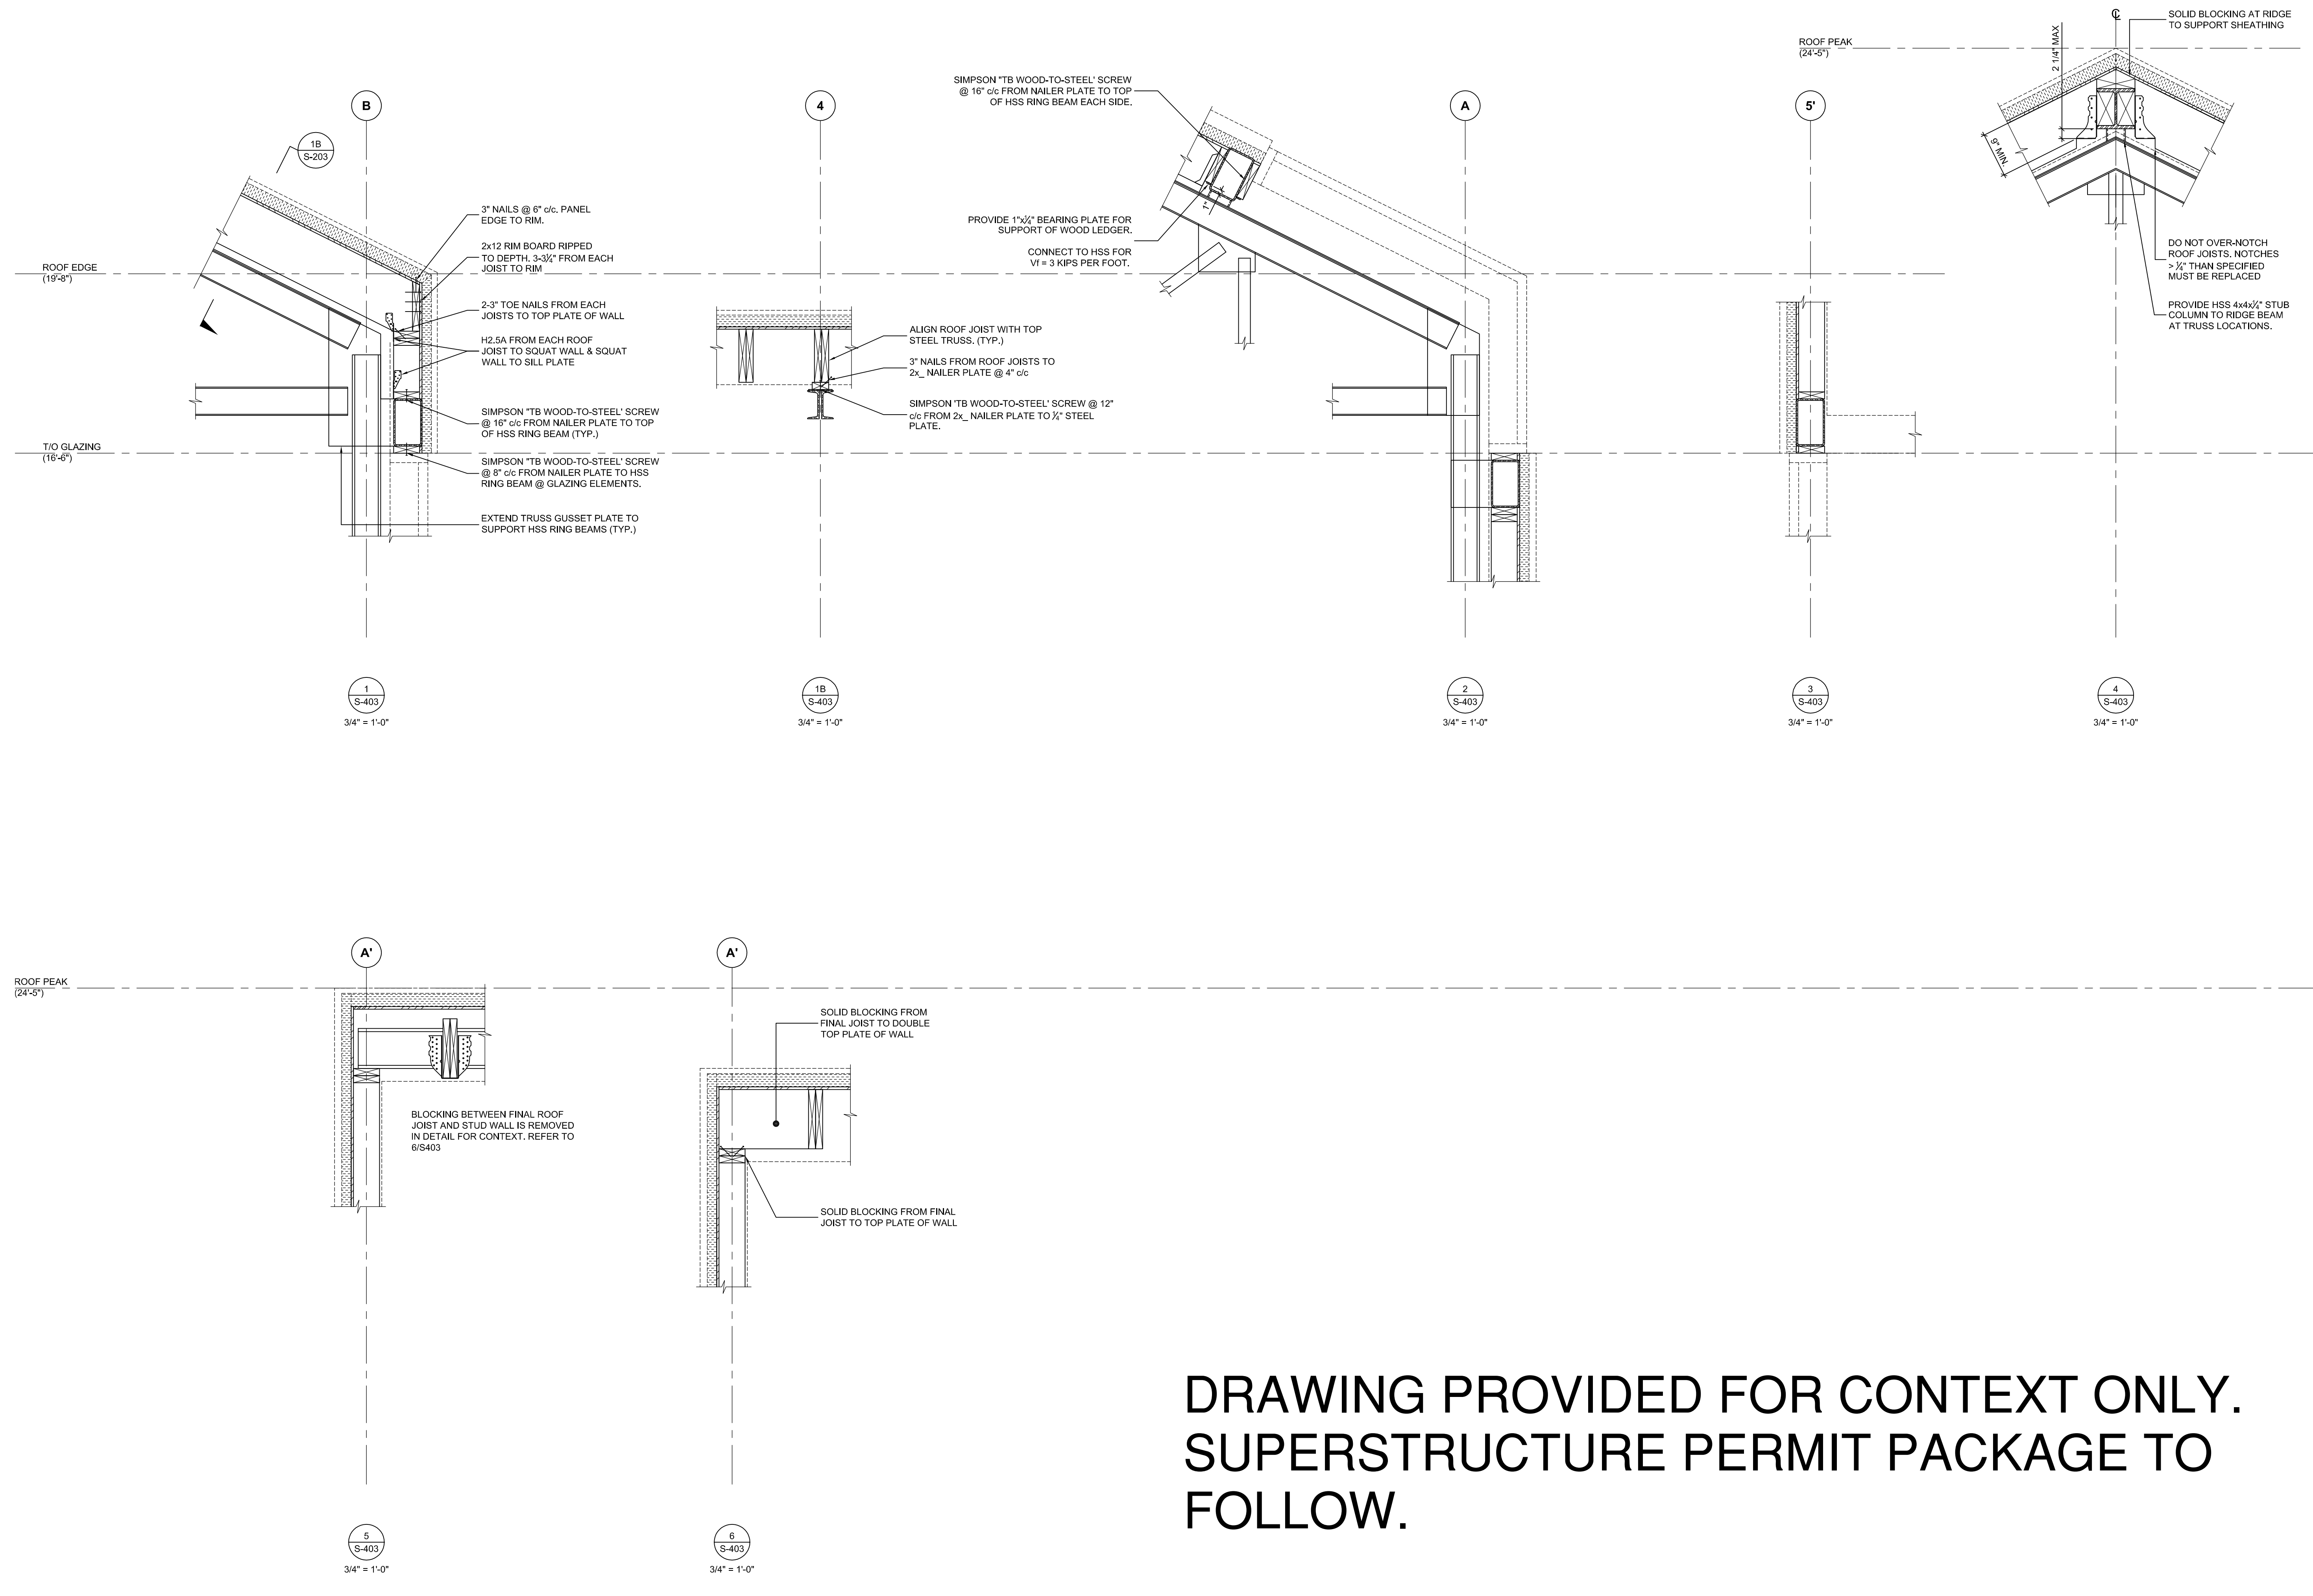 B
1B
S-203
3" NAILS @ 6" c/c. PANEL
EDGE TO RIM.
2x12 RIM BOARD RIPPED
TO DEPTH. 3-3¼" FROM EACH
JOIST TO RIM
ROOF EDGE
(19'-8")
2-3" TOE NAILS FROM EACH
JOISTS TO TOP PLATE OF WALL
H2.5A FROM EACH ROOF
JOIST TO SQUAT WALL & SQUAT
WALL TO SILL PLATE
SIMPSON "TB WOOD-TO-STEEL' SCREW
@ 16" c/c FROM NAILER PLATE TO TOP
OF HSS RING BEAM (TYP.)
T/O GLAZING
(16'-6")
SIMPSON "TB WOOD-TO-STEEL' SCREW
@ 8" c/c FROM NAILER PLATE TO HSS
RING BEAM @ GLAZING ELEMENTS.
EXTEND TRUSS GUSSET PLATE TO
SUPPORT HSS RING BEAMS (TYP.)
1
S-403
3/4" = 1'-0"
4
ALIGN ROOF JOIST WITH TOP
STEEL TRUSS. (TYP.)
3" NAILS FROM ROOF JOISTS TO
2x_ NAILER PLATE @ 4" c/c
SIMPSON 'TB WOOD-TO-STEEL' SCREW @ 12"
c/c FROM 2x_ NAILER PLATE TO ¼" STEEL
PLATE.
1B
S-403
3/4" = 1'-0"
SIMPSON "TB WOOD-TO-STEEL' SCREW
@ 16" c/c FROM NAILER PLATE TO TOP
OF HSS RING BEAM EACH SIDE.
A
1"
PROVIDE 1"x¼" BEARING PLATE FOR
SUPPORT OF WOOD LEDGER.
CONNECT TO HSS FOR
Vf = 3 KIPS PER FOOT.
2
S-403
3/4" = 1'-0"
5'
3
S-403
3/4" = 1'-0"
ROOF PEAK
(24'-5")
2 1/4" MAX
SOLID BLOCKING AT RIDGE
TO SUPPORT SHEATHING
9" MIN.
DO NOT OVER-NOTCH
ROOF JOISTS. NOTCHES
> ¼" THAN SPECIFIED
MUST BE REPLACED
PROVIDE HSS 4x4x¼" STUB
COLUMN TO RIDGE BEAM
AT TRUSS LOCATIONS.
4
S-403
3/4" = 1'-0"
ROOF PEAK
(24'-5")
A'
BLOCKING BETWEEN FINAL ROOF
JOIST AND STUD WALL IS REMOVED
IN DETAIL FOR CONTEXT. REFER TO
6/S403
5
S-403
3/4" = 1'-0"
A'
SOLID BLOCKING FROM
FINAL JOIST TO DOUBLE
TOP PLATE OF WALL
SOLID BLOCKING FROM FINAL
JOIST TO TOP PLATE OF WALL
6
S-403
3/4" = 1'-0"
DRAWING PROVIDED FOR CONTEXT ONLY.
SUPERSTRUCTURE PERMIT PACKAGE TO
FOLLOW.